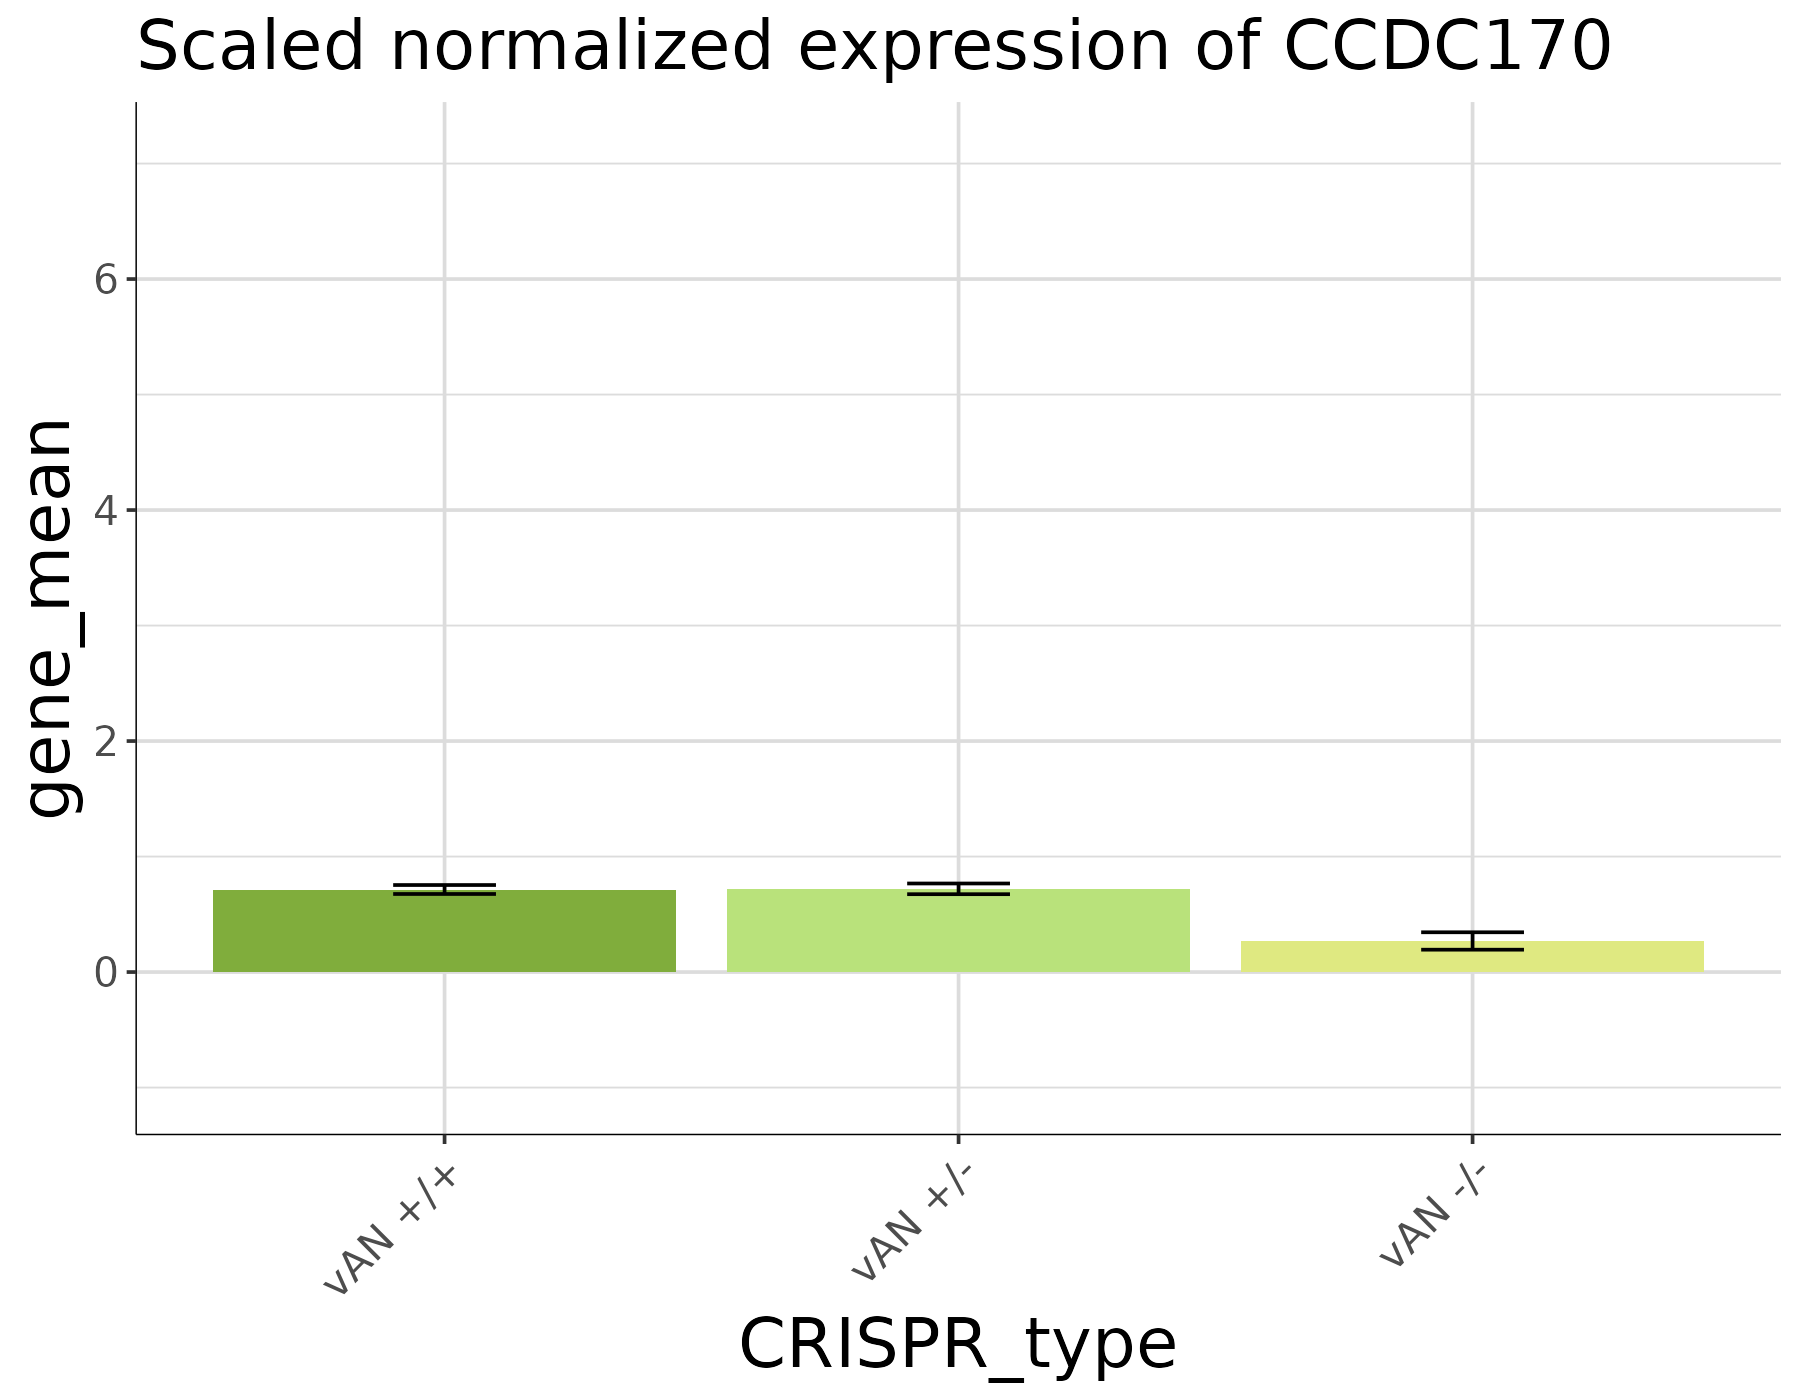 Scaled normalized expression of CCDC170
gene_mean
6
4
2
0
vAN +/+
vAN +/-
vAN -/-
CRISPR_type